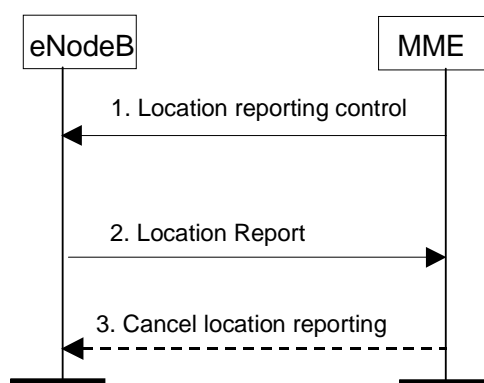 eNodeB
MME
1. Location reporting control
2. Location Report
3. Cancel location reporting